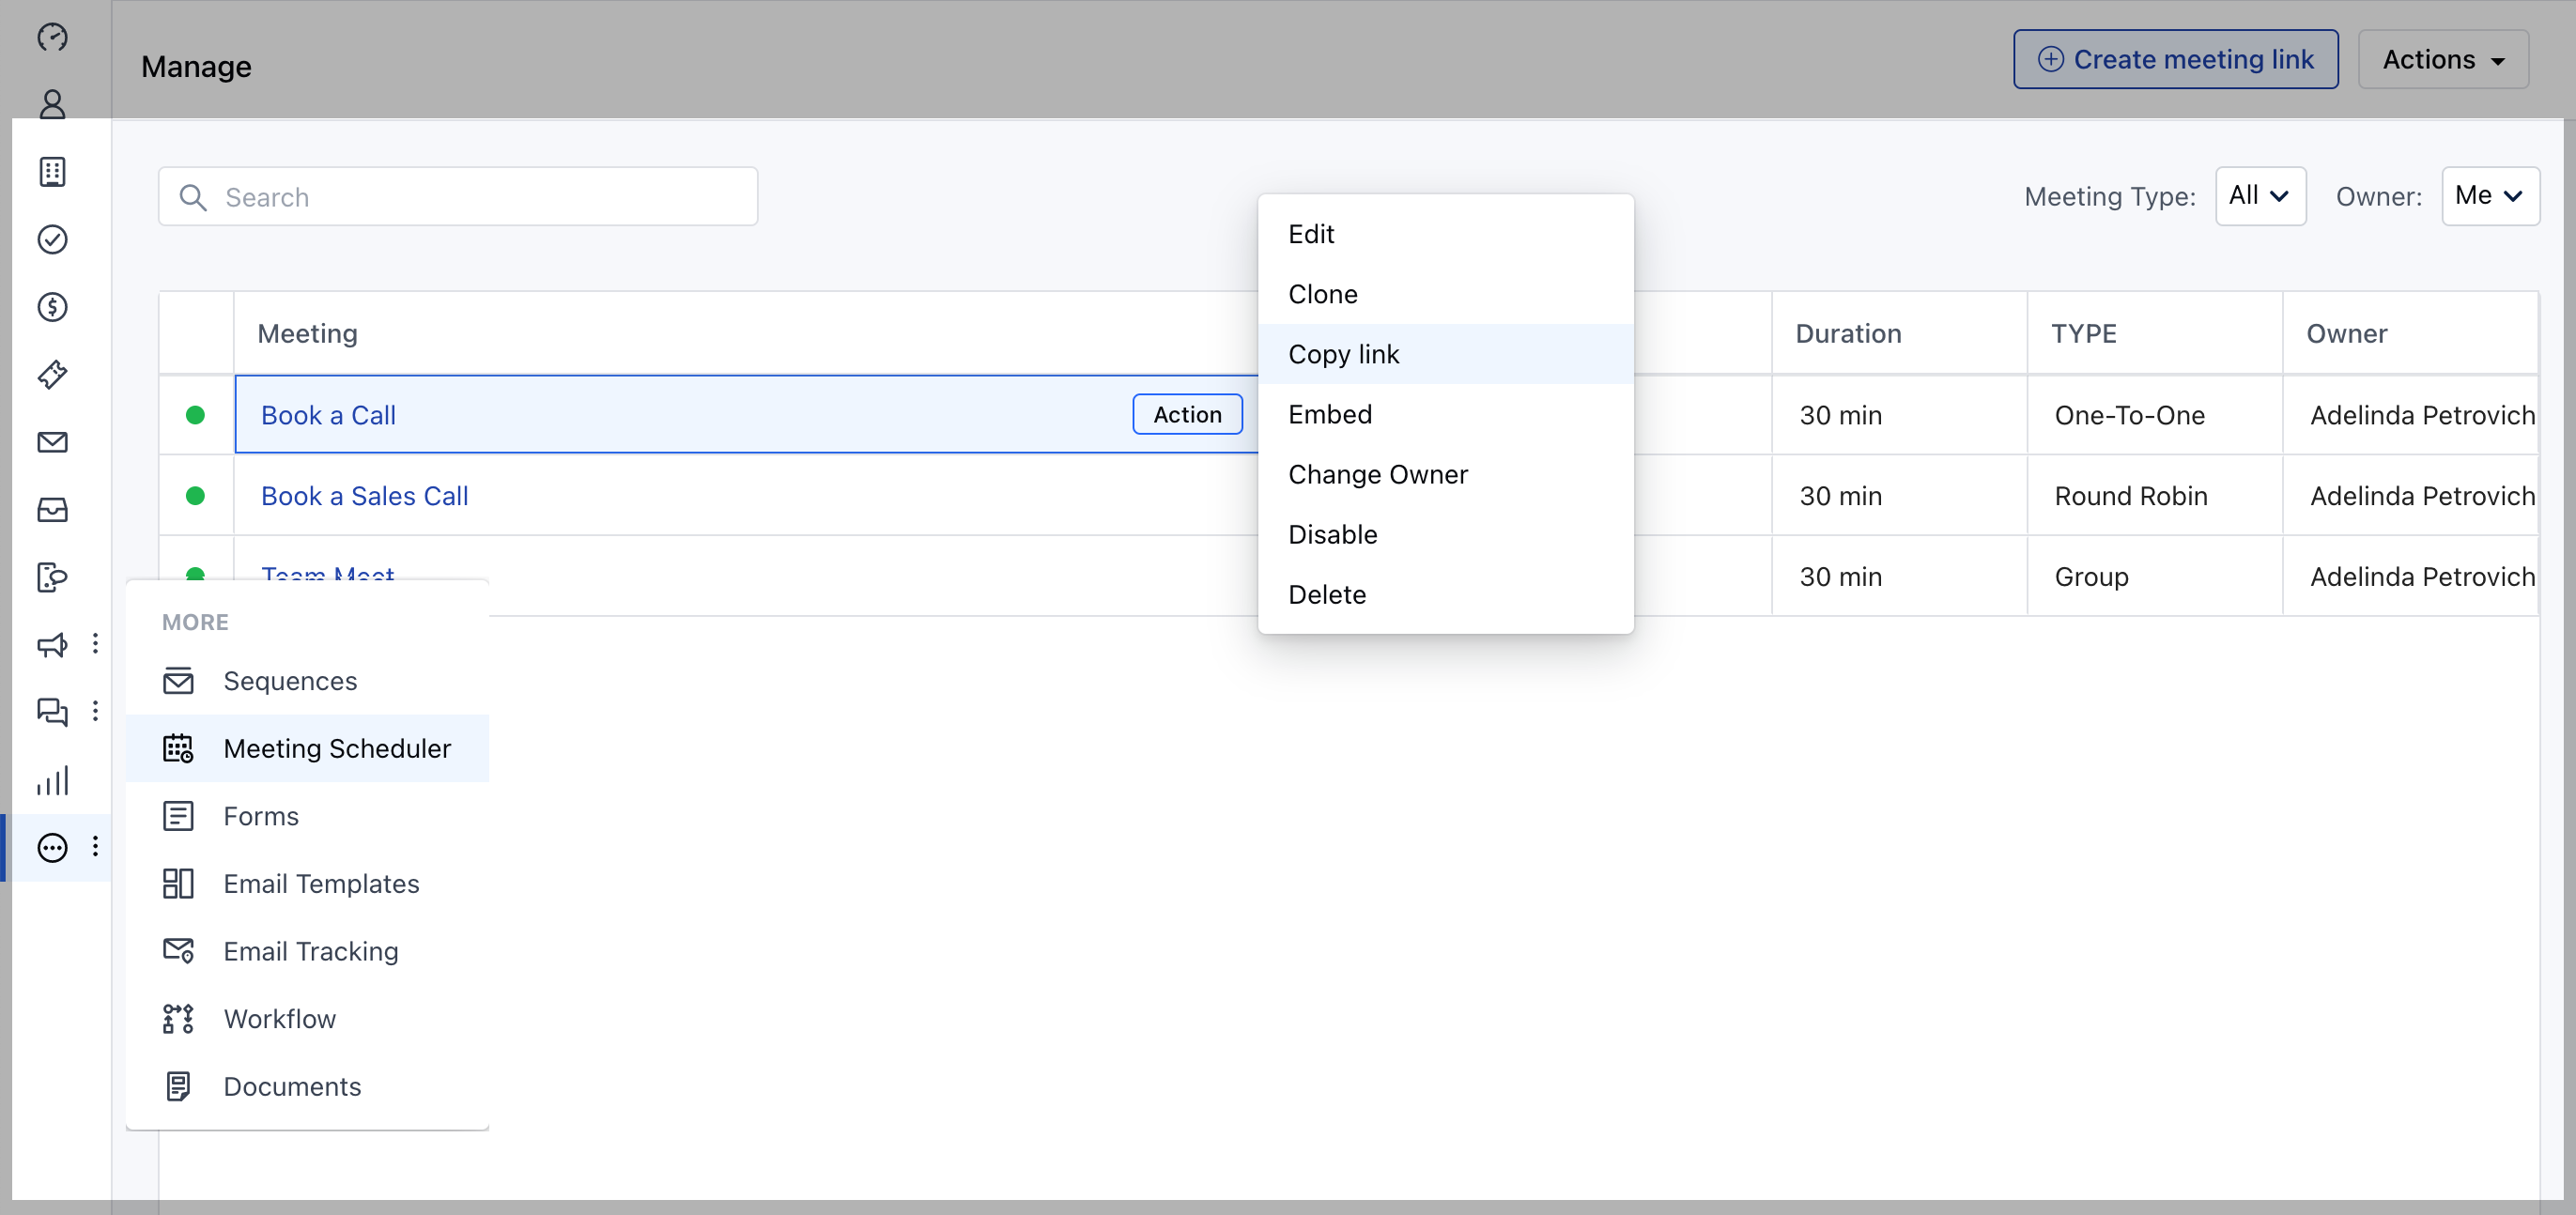 Manage
Create meeting link
Actions
Search
Meeting Type: All
Owner: Me
Meeting
Duration
TYPE
Owner
Book a Call
Action
30 min
One-To-One
Adelinda Petrovich
Book a Sales Call
30 min
Round Robin
Adelinda Petrovich
Team Meet
30 min
Group
Adelinda Petrovich
Edit
Clone
Copy link
Embed
Change Owner
Disable
Delete
MORE
Sequences
Meeting Scheduler
Forms
Email Templates
Email Tracking
Workflow
Documents